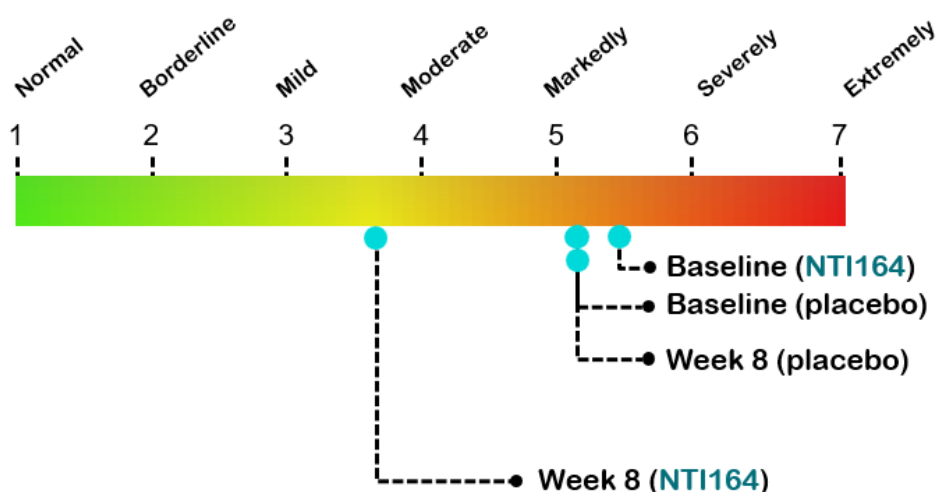 Normal
Borderline
Mild
Moderate
Markedly
Severely
Extremely
1 2 3 4 5 6 7
Baseline (NTI164)
Baseline (placebo)
Week 8 (placebo)
Week 8 (NTI164)